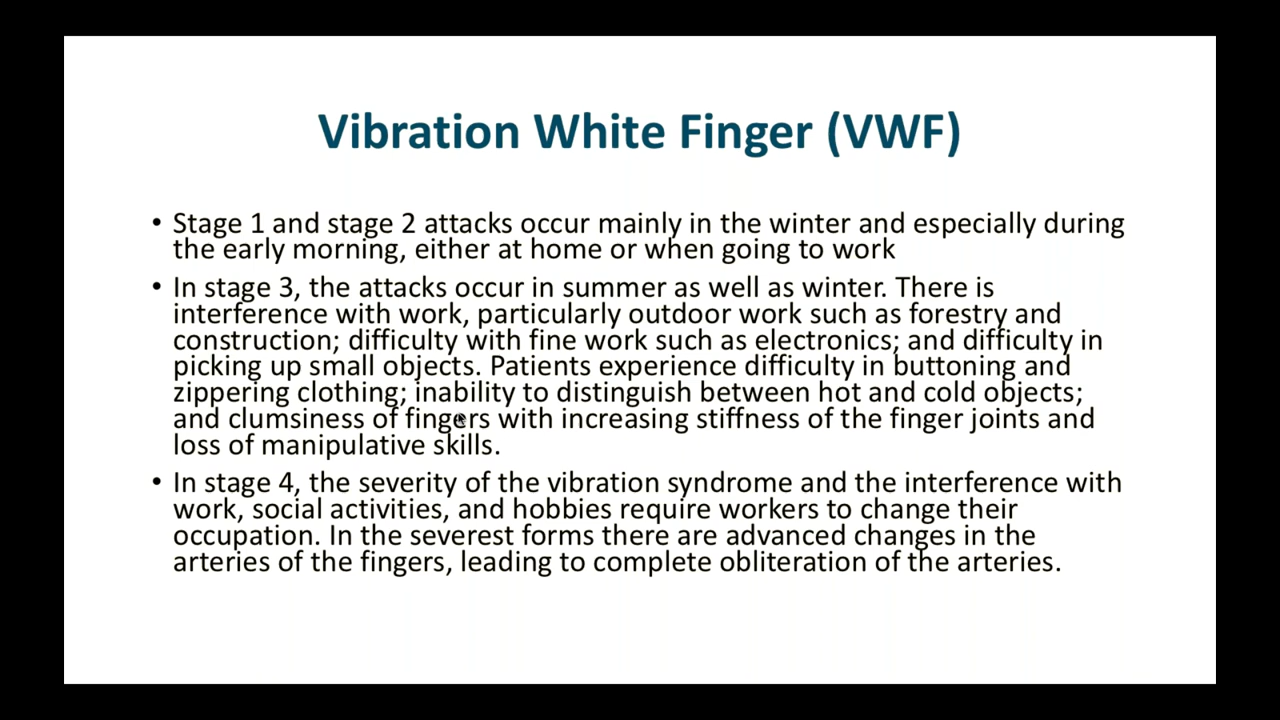 Vibration White Finger (VWF)
• Stage 1 and stage 2 attacks occur mainly in the winter and especially during
the early morning, either at home or when going to work
• In stage 3, the attacks occur in summer as well as winter. There is
interference with work, particularly outdoor work such as forestry and
construction; difficulty with fine work such as electronics; and difficulty in
picking up small objects. Patients experience difficulty in buttoning and
zippering clothing; inability to distinguish between hot and cold objects;
and clumsiness of fingers with increasing stiffness of the finger joints and
loss of manipulative skills.
• In stage 4, the severity of the vibration syndrome and the interference with
work, social activities, and hobbies require workers to change their
occupation. In the severest forms there are advanced changes in the
arteries of the fingers, leading to complete obliteration of the arteries.